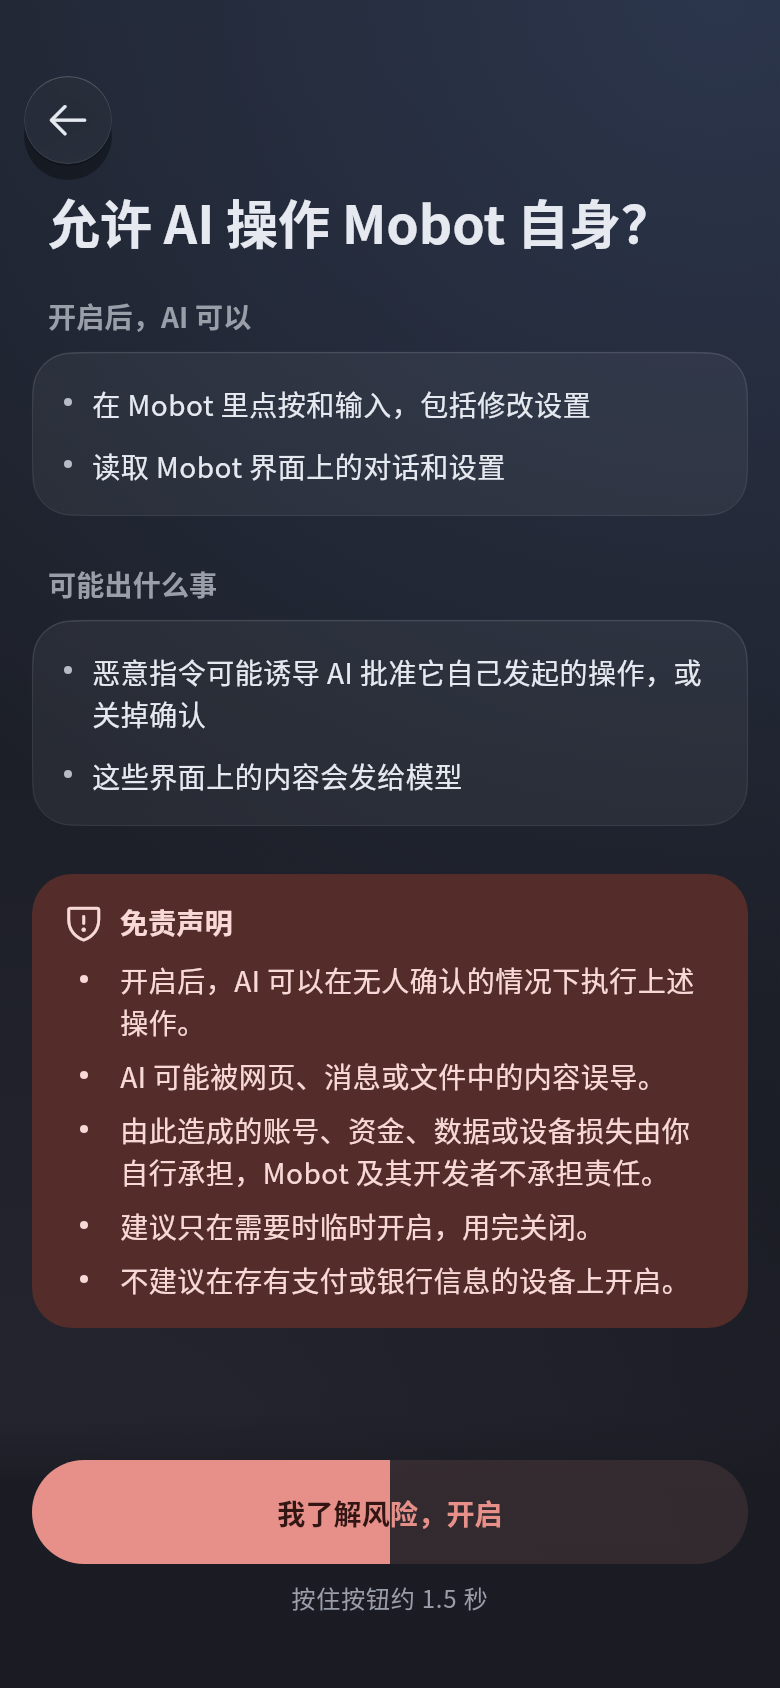 允许 AI 操作 Mobot 自身？
开启后，AI 可以
在 Mobot 里点按和输入，包括修改设置
读取 Mobot 界面上的对话和设置
可能出什么事
恶意指令可能诱导 AI 批准它自己发起的操作，或
关掉确认
这些界面上的内容会发给模型
免责声明
开启后，AI 可以在无人确认的情况下执行上述
操作。
AI 可能被网页、消息或文件中的内容误导。
由此造成的账号、资金、数据或设备损失由你
自行承担，Mobot 及其开发者不承担责任。
建议只在需要时临时开启，用完关闭。
不建议在存有支付或银行信息的设备上开启。
我了解风险，开启
按住按钮约 1.5 秒